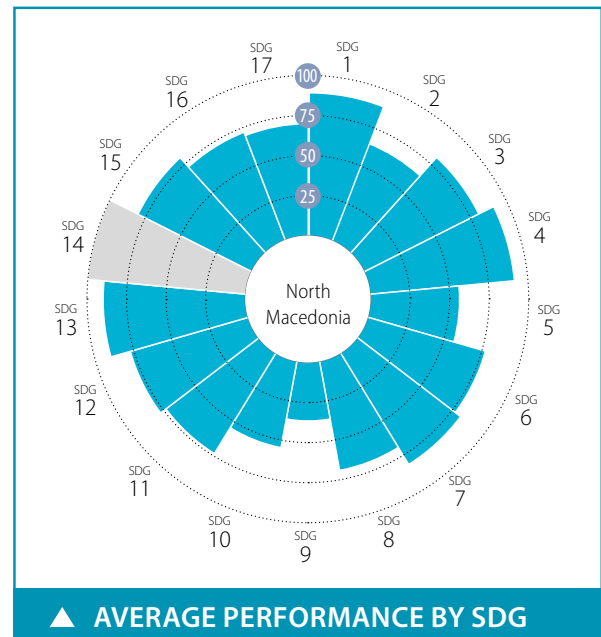 SDG
1
SDG
2
SDG
3
SDG
4
SDG
5
SDG
6
SDG
7
SDG
8
SDG
9
SDG
10
SDG
11
SDG
12
SDG
13
SDG
14
SDG
15
SDG
16
SDG
17
100
75
50
25
North
Macedonia
AVERAGE PERFORMANCE BY SDG